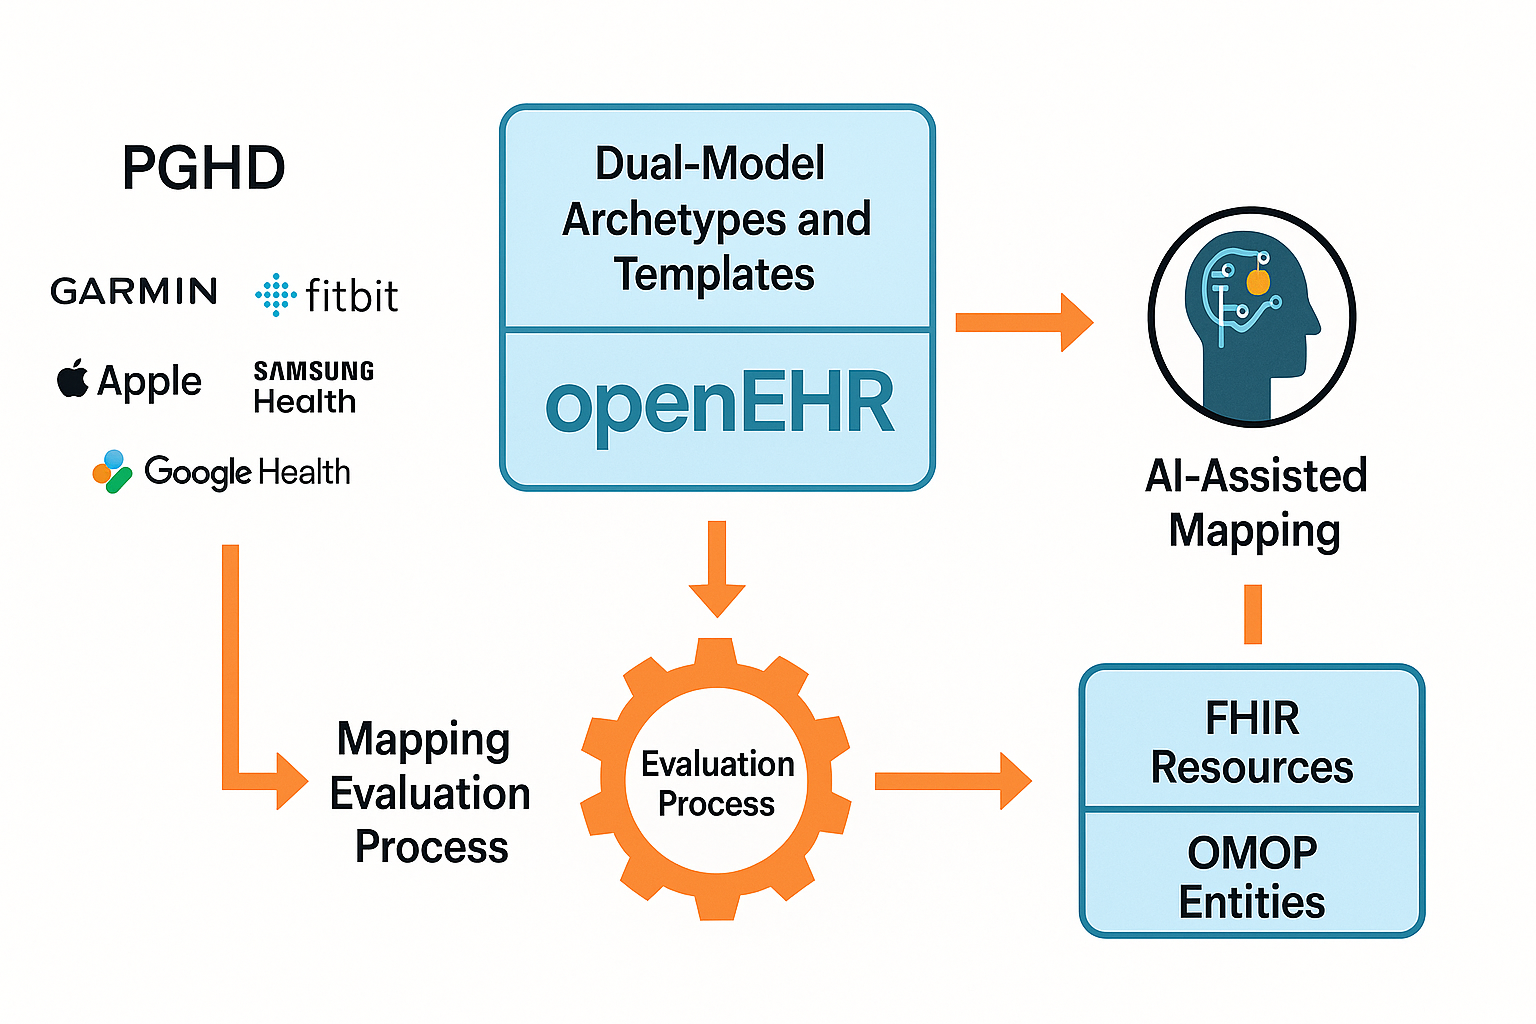 PGHD
GARMIN
fitbit
Apple
SAMSUNG
Health
Google Health
Dual-Model
Archetypes and
Templates
openEHR
AI-Assisted
Mapping
Mapping
Evaluation
Process
Evaluation
Process
FHIR
Resources
OMOP
Entities